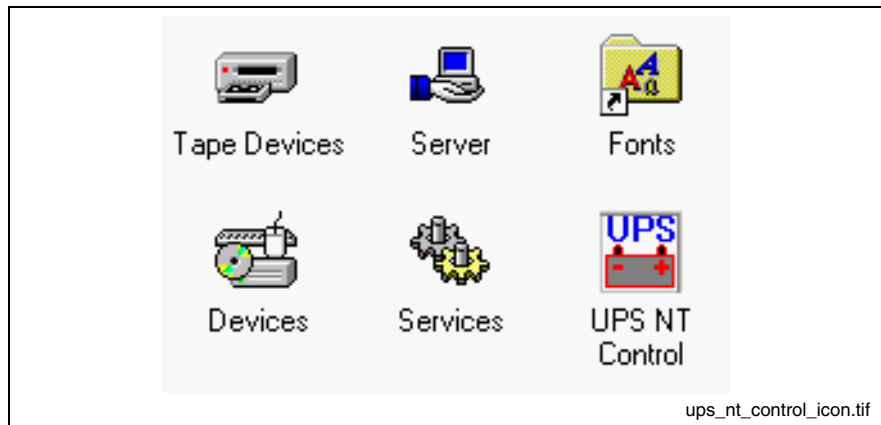 Tape Devices
Server
Fonts
Devices
Services
UPS
UPS NT
Control
ups_nt_control_icon.tif